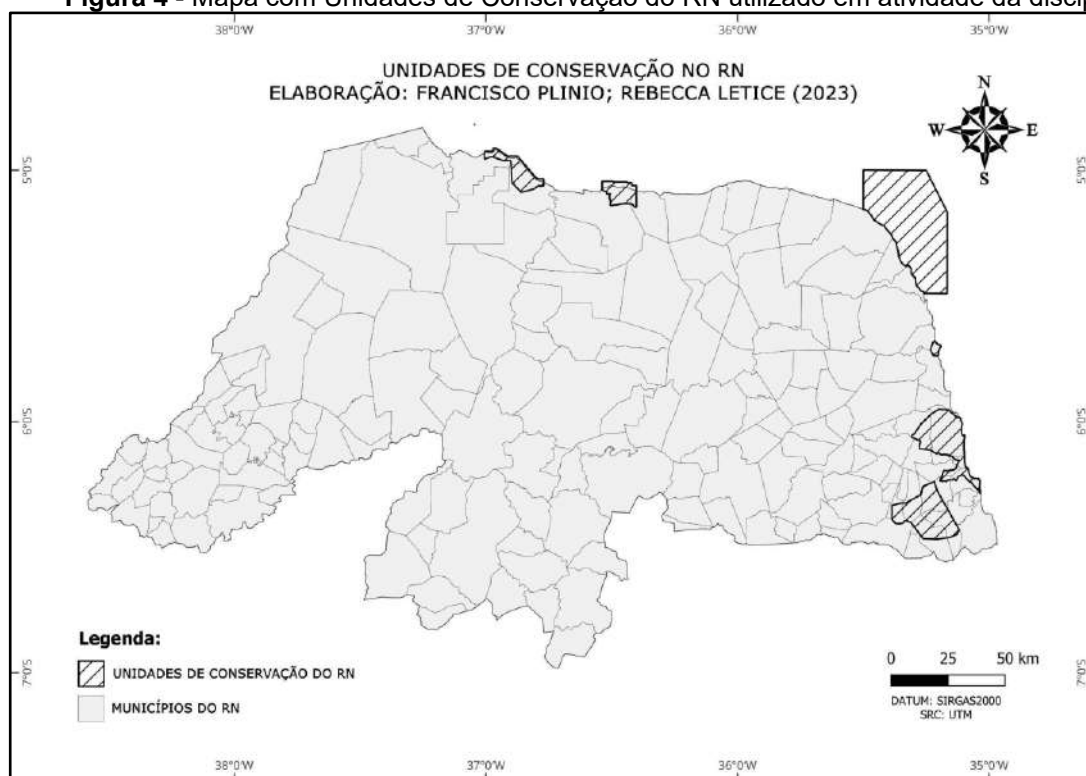 Figura 4 - Mapa com Unidades de Conservação do RN utilizado em atividade da
38°0'W 37°0'W 36°0'W 35°0'W
UNIDADES DE CONSERVAÇÃO NO RN
ELABORAÇÃO: FRANCISCO PLINIO; REBECCA LETICE (2023)
N
W E
S
5°0'S 5°0'S
6°0'S 6°0'S
Legenda:
UNIDADES DE CONSERVAÇÃO DO RN
MUNICÍPIOS DO RN
0 25 50 km
DATUM: SIRGAS2000
SRC: UTM
7°0'S 7°0'S
38°0'W 37°0'W 36°0'W 35°0'W